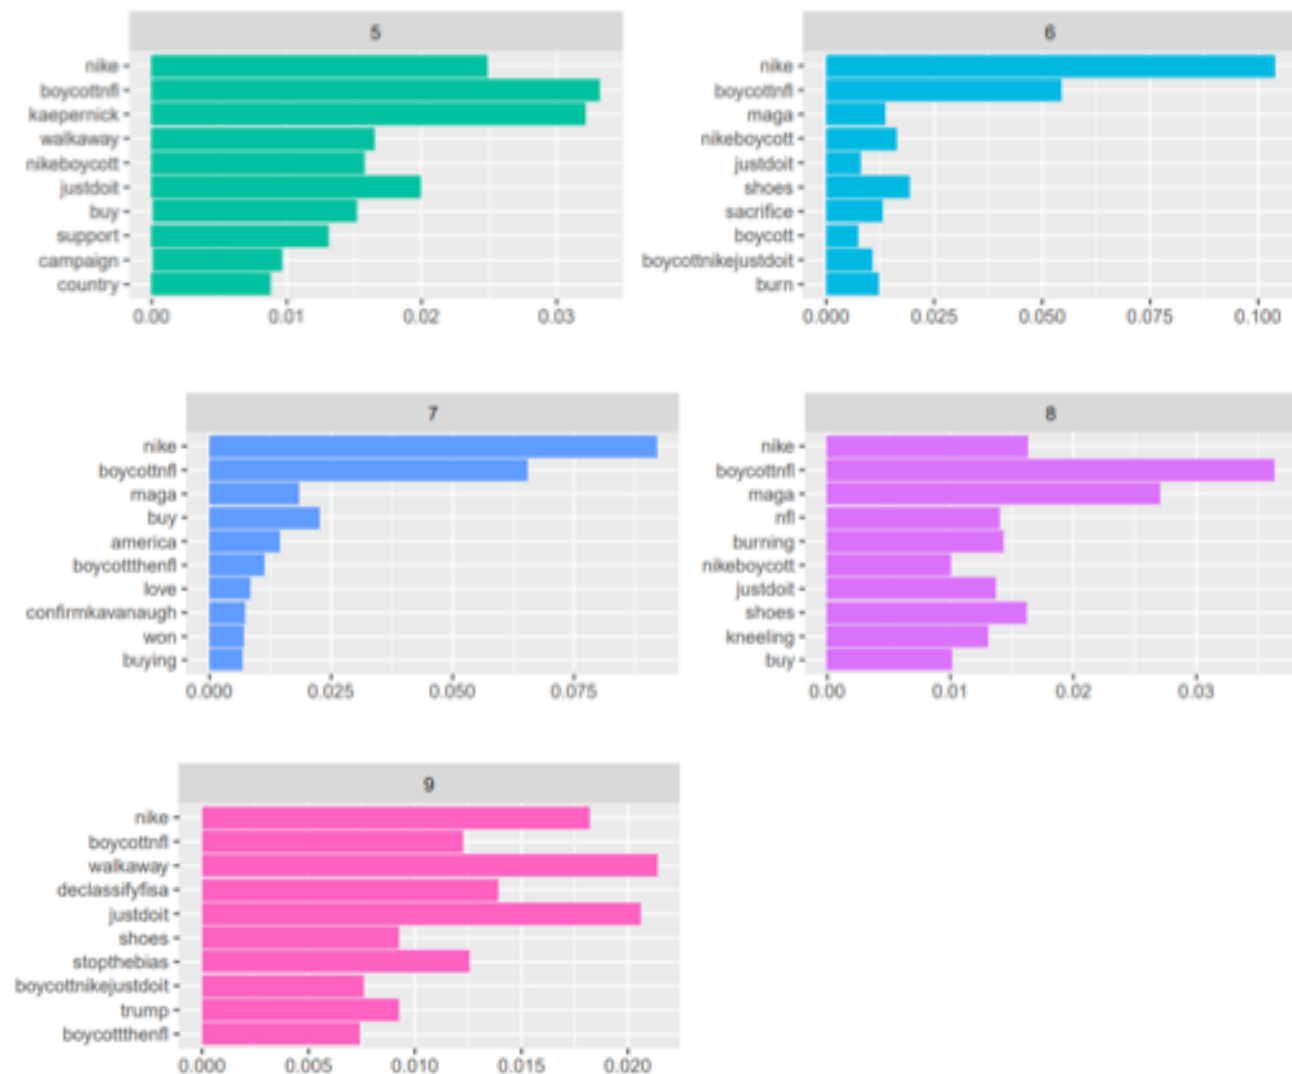 5
nike
boycottnfl
kaepernick
walkaway
nikeboycott
justdoit
buy
support
campaign
country
0.00 0.01 0.02 0.03
6
nike
boycottnfl
maga
nikeboycott
justdoit
shoes
sacrifice
boycott
boycottnikejustdoit
burn
0.000 0.025 0.050 0.075 0.100
7
nike
boycottnfl
maga
buy
america
boycottthenfl
love
confirmkavanaugh
won
buying
0.000 0.025 0.050 0.075
8
nike
boycottnfl
maga
nfl
burning
nikeboycott
justdoit
shoes
kneeling
buy
0.00 0.01 0.02 0.03
9
nike
boycottnfl
walkaway
declassifyfisa
justdoit
shoes
stopthebias
boycottnikejustdoit
trump
boycottthenfl
0.000 0.005 0.010 0.015 0.020